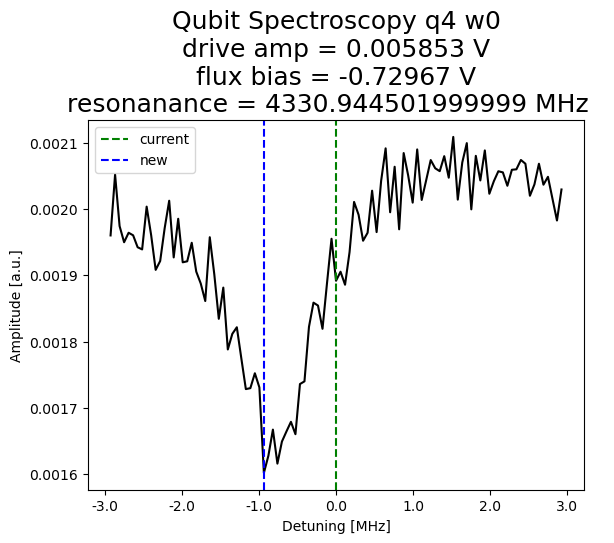 Qubit Spectroscopy q4 w0
drive amp = 0.005853 V
flux bias = -0.72967 V
resonanance = 4330.944501999999 MHz
current
new
0.0021
0.0020
0.0019
0.0018
0.0017
0.0016
Amplitude [a.u.]
-3.0 -2.0 -1.0 0.0 1.0 2.0 3.0
Detuning [MHz]